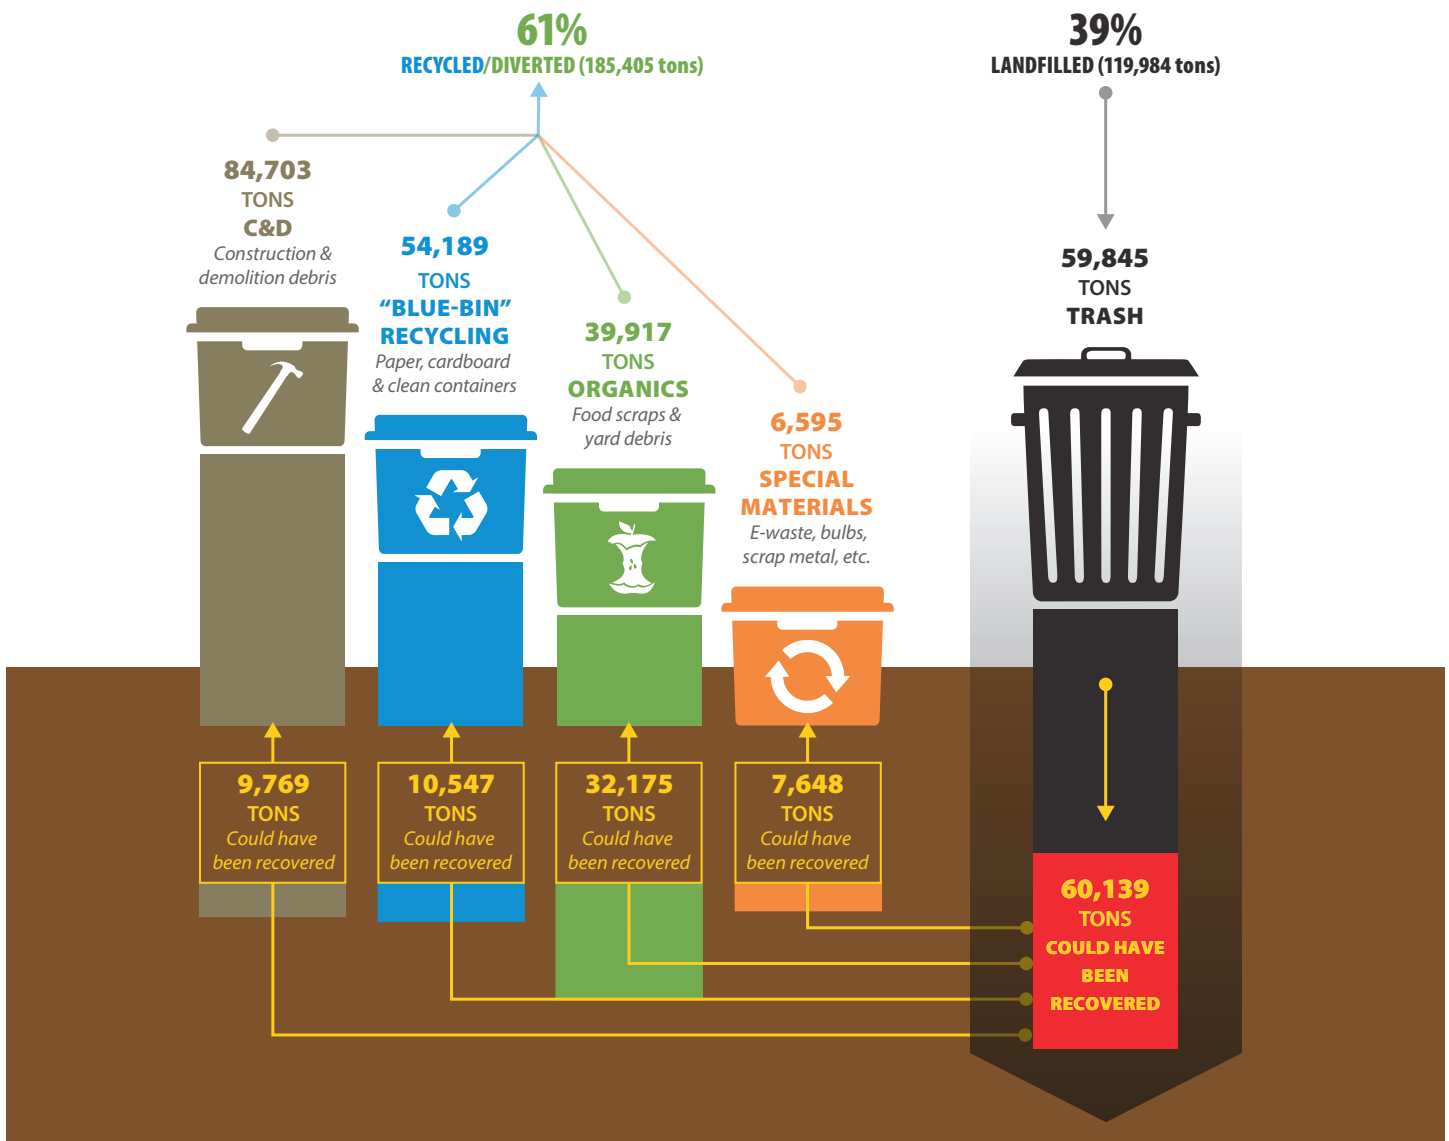 61%
RECYCLED/DIVERTED (185,405 tons)
39%
LANDFILLED (119,984 tons)
84,703
TONS
C&D
Construction &
demolition debris
54,189
TONS
“BLUE-BIN”
RECYCLING
Paper, cardboard
& clean containers
39,917
TONS
ORGANICS
Food scraps &
yard debris
6,595
TONS
SPECIAL
MATERIALS
E-waste, bulbs,
scrap metal, etc.
59,845
TONS
TRASH
9,769
TONS
Could have
been recovered
10,547
TONS
Could have
been recovered
32,175
TONS
Could have
been recovered
7,648
TONS
Could have
been recovered
60,139
TONS
COULD HAVE
BEEN
RECOVERED